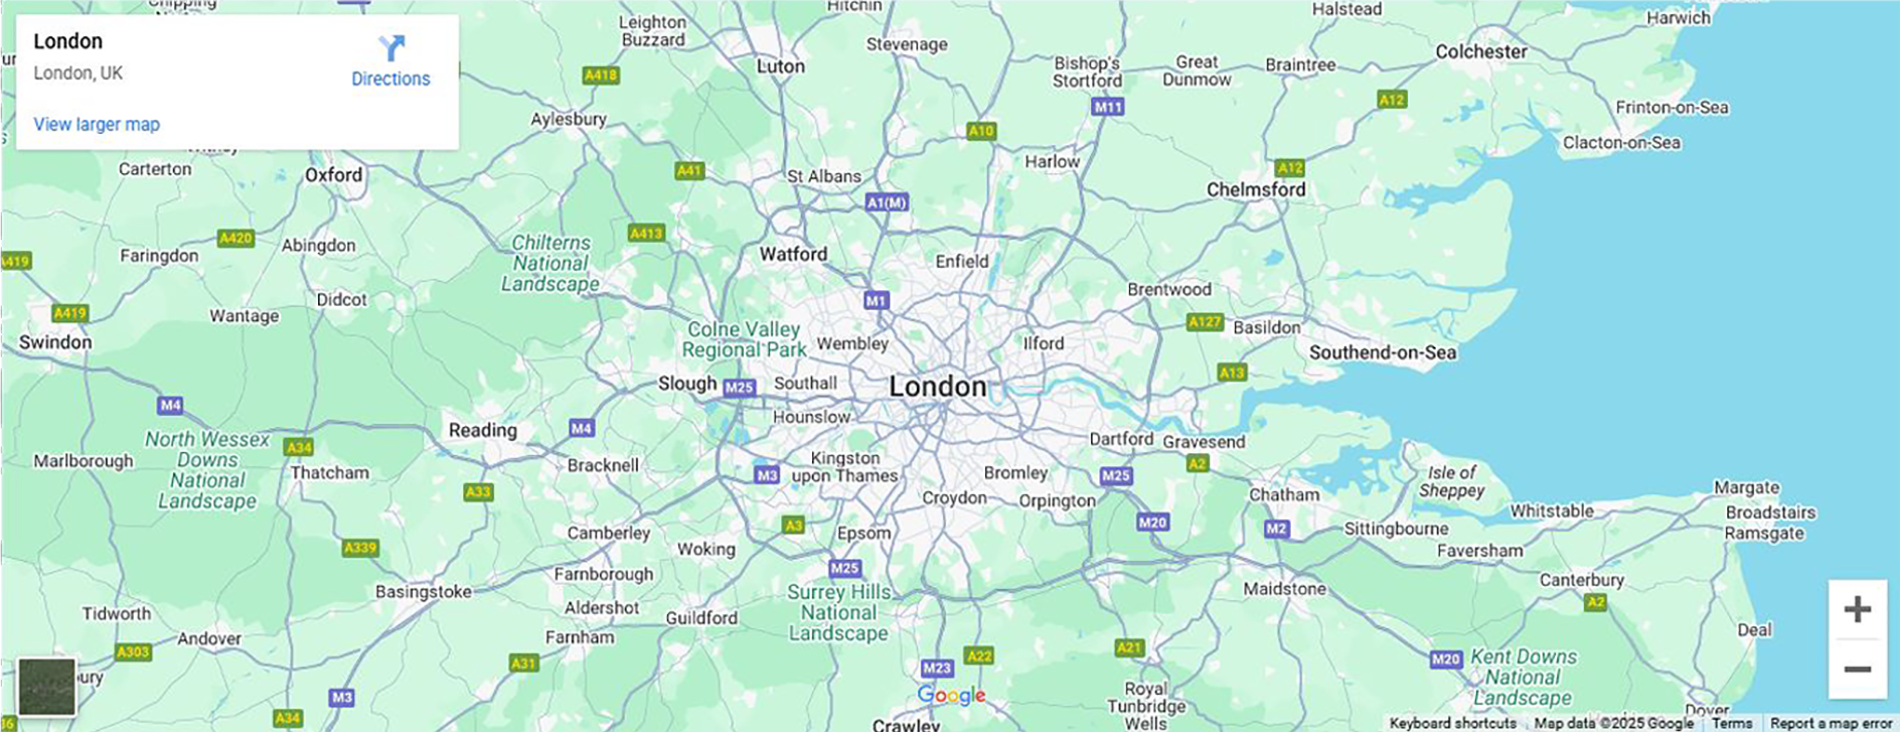 Chipping
Hitchin
Halstead
Harwich
London
London, UK
Directions
View larger map
Leighton
Buzzard
Stevenage
Luton
Bishop's
Stortford
Great
Dunmow
Braintree
Colchester
A418
M11
A12
Frinton-on-Sea
Aylesbury
A10
Clacton-on-Sea
Carterton
Oxford
A41
St Albans
Harlow
A12
Chelmsford
A1(M)
A420
Abingdon
A413
Faringdon
Chilterns
National
Landscape
Watford
Enfield
A419
Didcot
M1
Brentwood
A419
Wantage
Colne Valley
Regional Park
Wembley
Ilford
A127
Basildon
Swindon
Southend-on-Sea
Slough
M25
Southall
London
A13
M4
Hounslow
Reading
M4
North Wessex
Downs
National
Landscape
A34
Dartford
Gravesend
Marlborough
Thatcham
Bracknell
Kingston
upon Thames
M3
Bromley
M25
A2
Isle of
Sheppey
A33
Croydon
Orpington
Chatham
Margate
Whitstable
Broadstairs
Ramsgate
Camberley
A3
Epsom
M20
M2
Sittingbourne
A339
Woking
Faversham
Farnborough
M25
Canterbury
Basingstoke
Surrey Hills
National
Landscape
Maidstone
A2
Tidworth
Aldershot
Guildford
Andover
Farnham
Deal
A303
A31
M23
A22
A21
M20
Kent Downs
National
Landscape
M3
Google
Royal
Tunbridge
Wells
A34
Crawley
Dover
Keyboard shortcuts
Map data ©2025 Google
Terms
Report a map error